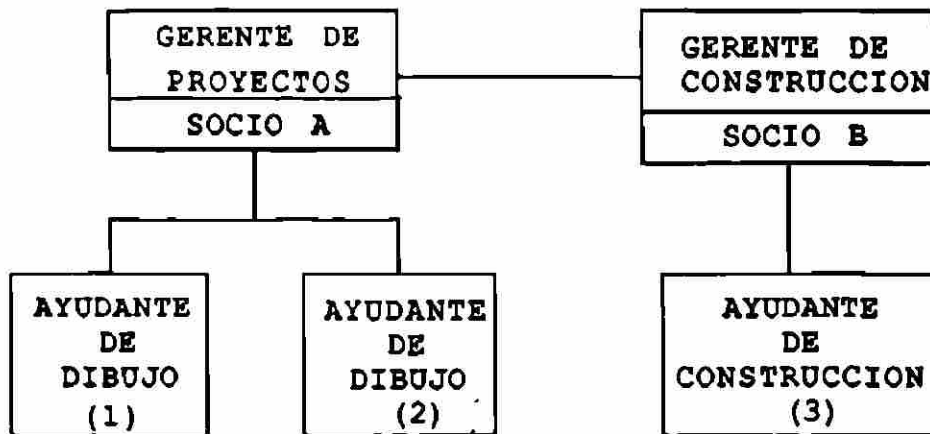 GERENTE DE
PROYECTOS
SOCIO A
GERENTE DE
CONSTRUCCION
SOCIO B
AYUDANTE
DE
DIBUJO
(1)
AYUDANTE
DE
DIBUJO
(2)
AYUDANTE
DE
CONSTRUCCION
(3)